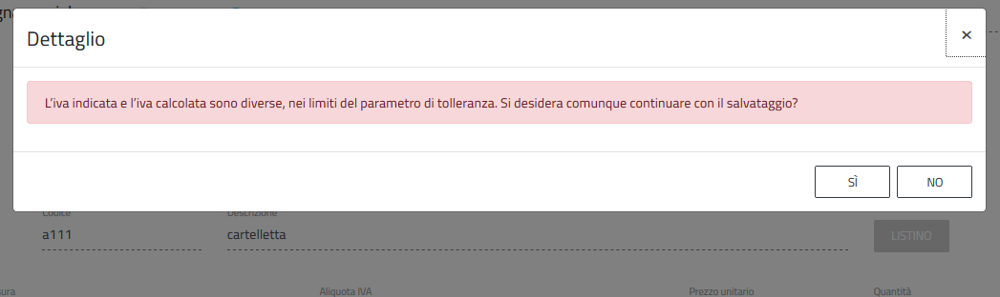 Dettaglio
×
L'iva indicata e l'iva calcolata sono diverse, nei limiti del parametro di tolleranza. Si desidera comunque continuare con il salvataggio?
SÌ
NO
Codice
Descrizione
a111
cartelletta
LISTINO
Aliquota IVA
Prezzo unitario
Quantità